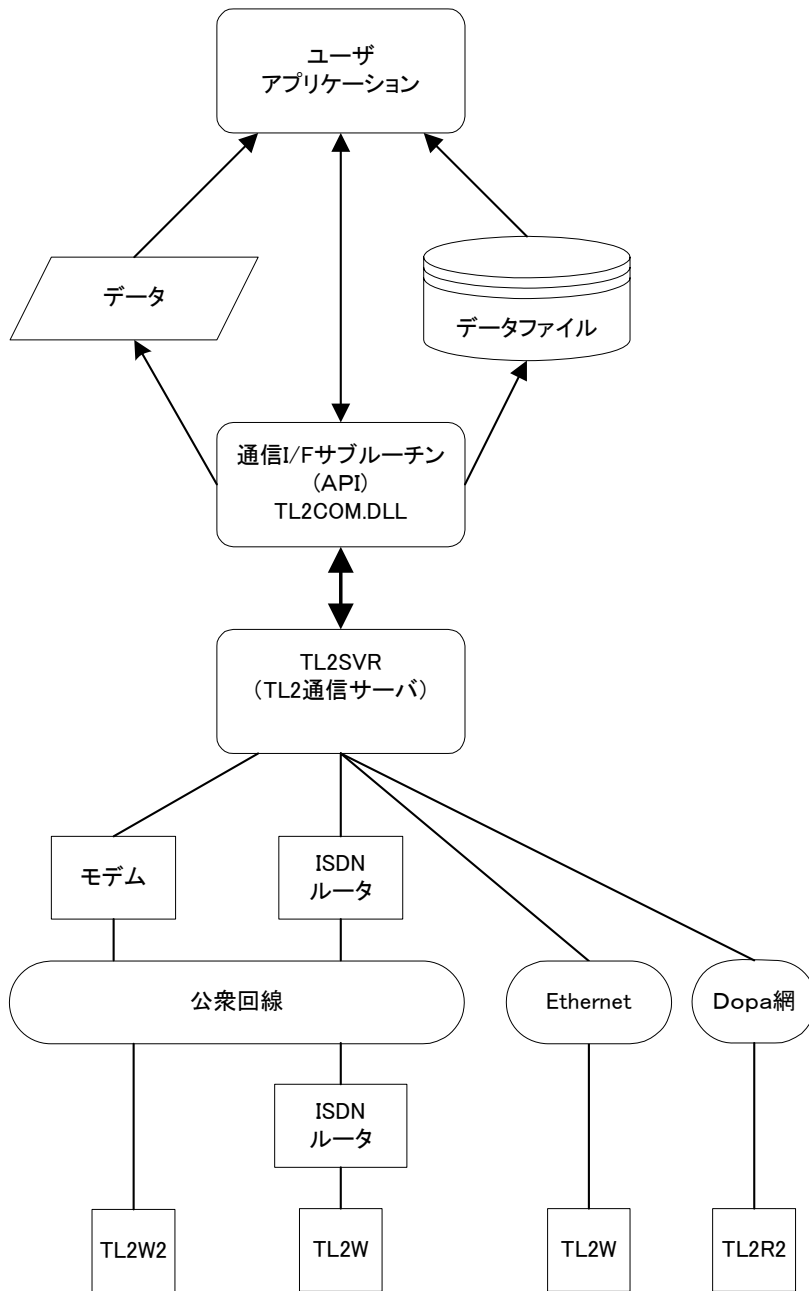 ユーザ
アプリケーション
データ
データファイル
通信I/Fサブルーチン
（API）
TL2COM.DLL
TL2SVR
（TL2通信サーバ）
モデム
ISDN
ルータ
公衆回線
Ethernet
Dopa網
ISDN
ルータ
TL2W2
TL2W
TL2W
TL2R2